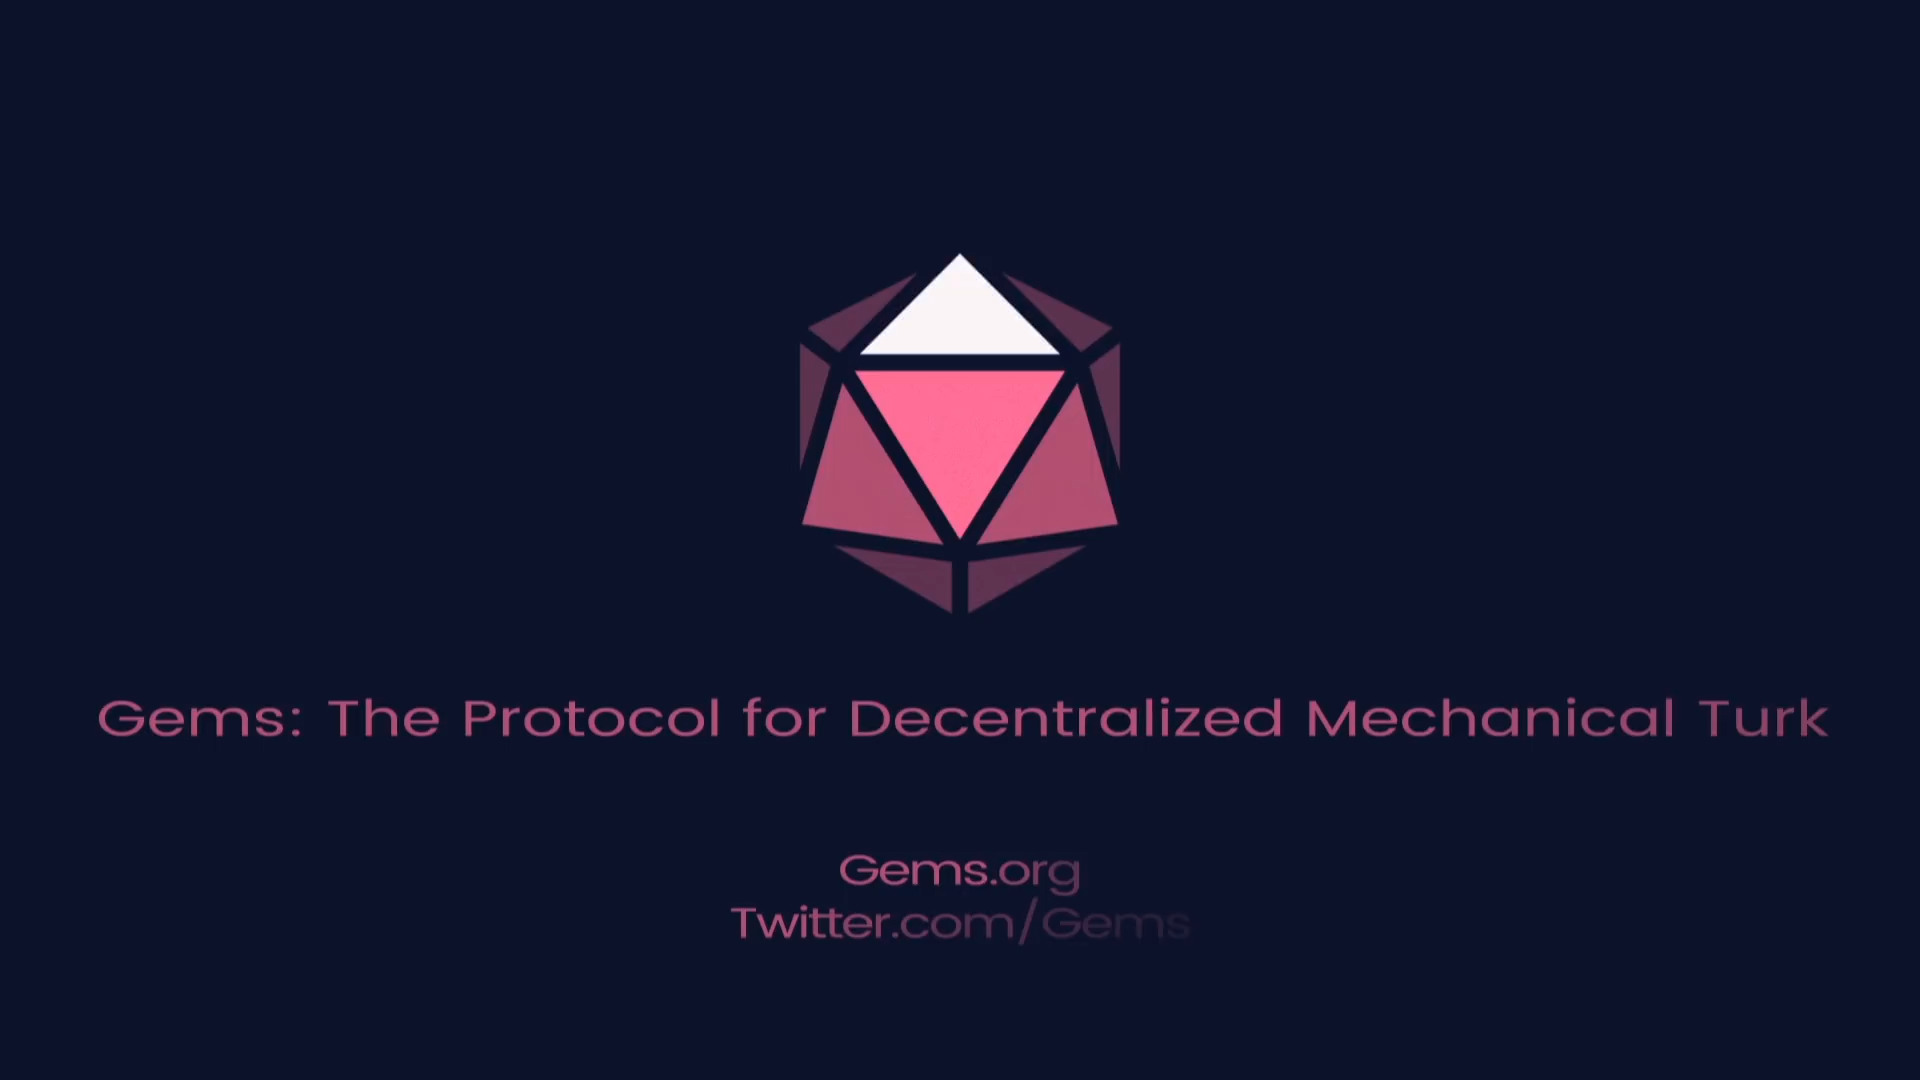 Gems: The Protocol for Decentralized Mechanical Turk
Gems.org
Twitter.com/Gems